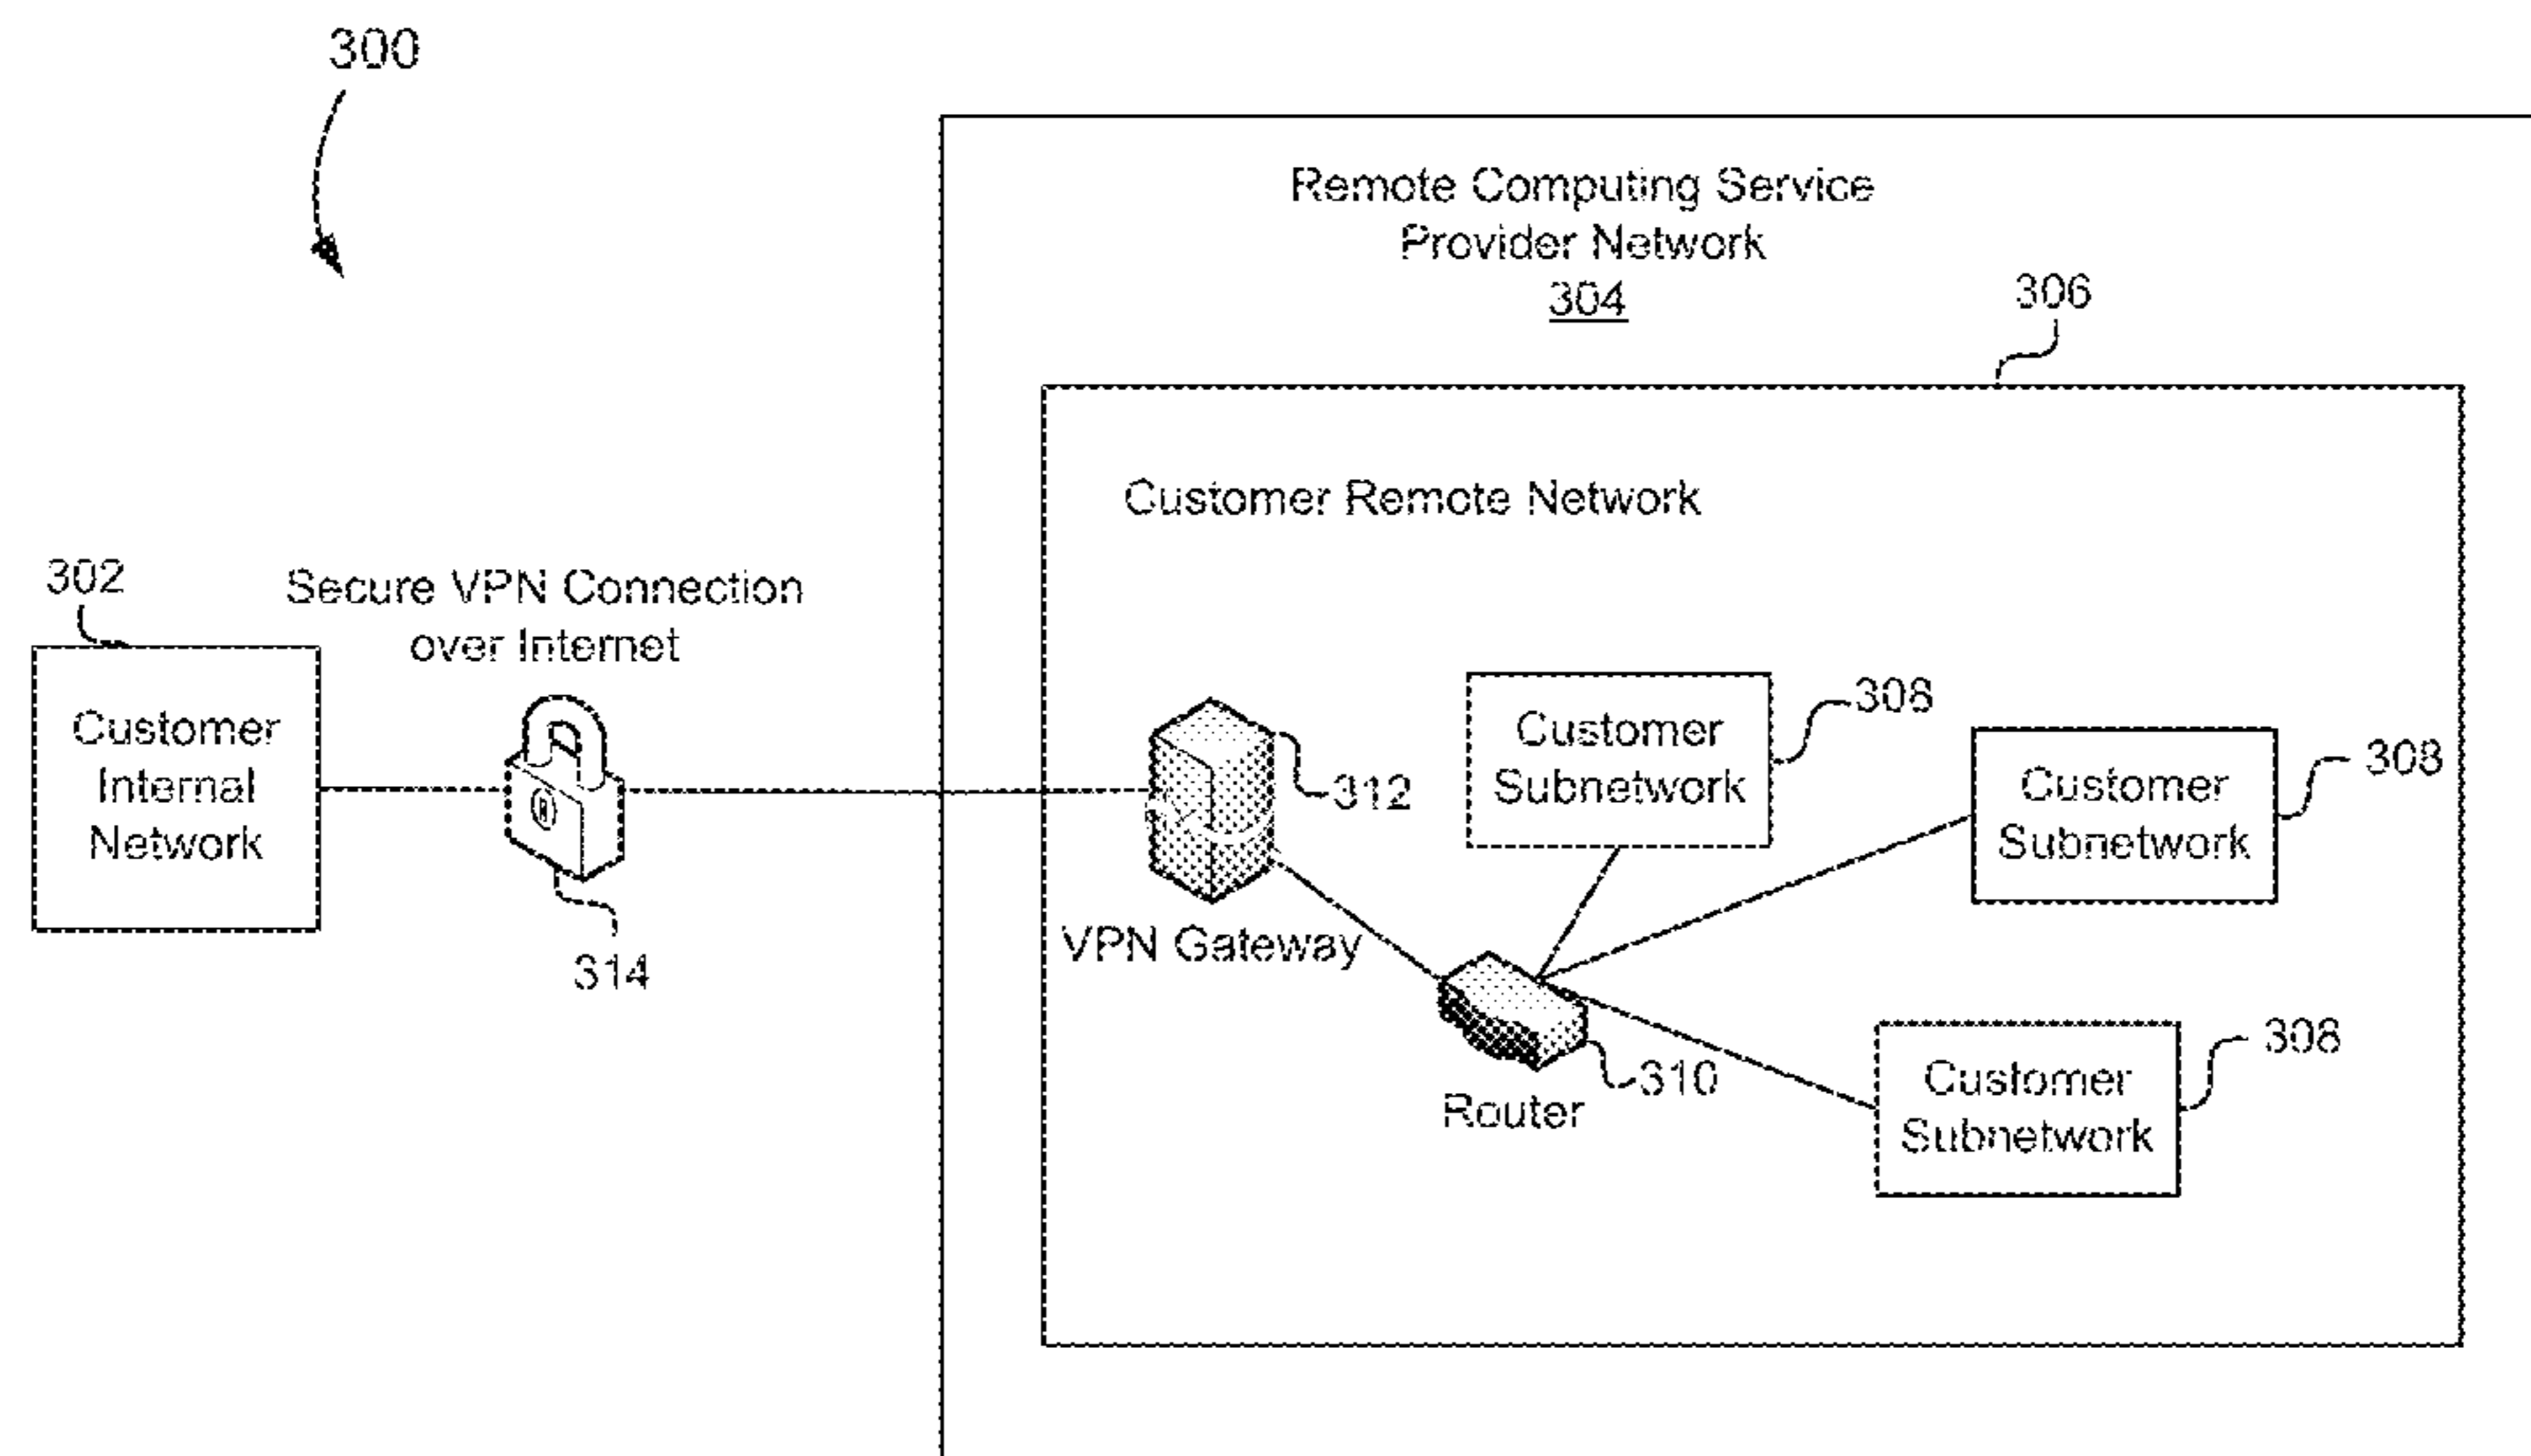 300
Remote Computing Service
Provider Network
304
306
Customer Remote Network
302
Secure VPN Connection
over Internet
Customer
Internal
Network
314
312
VPN Gateway
Customer
Subnetwork
308
Customer
Subnetwork
308
310
Router
Customer
Subnetwork
308